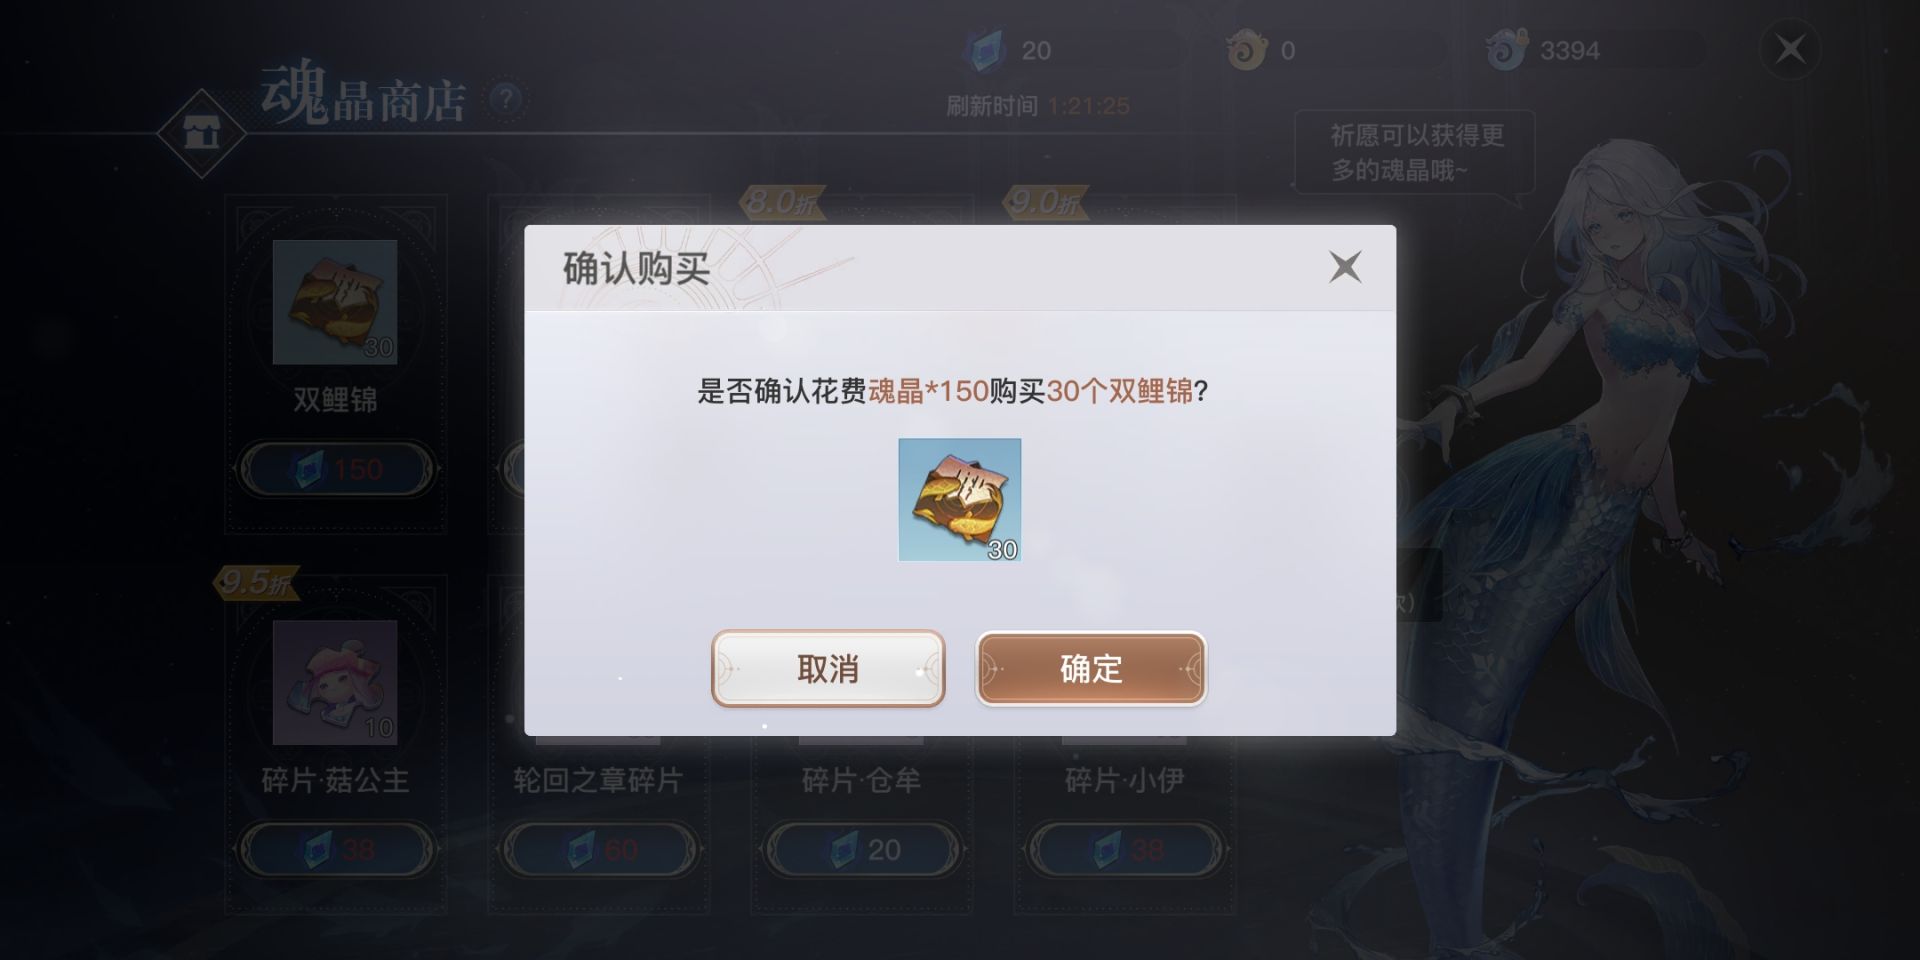 20
0
3394
魂晶商店
?
刷新时间 1:21:25
祈愿可以获得更
多的魂晶哦~
8.0折
9.0折
确认购买
是否确认花费魂晶*150购买30个双鲤锦?
30
取消
确定
30
双鲤锦
150
次)
9.5折
10
碎片·菇公主
轮回之章碎片
碎片·仓牟
碎片·小伊
38
60
20
38